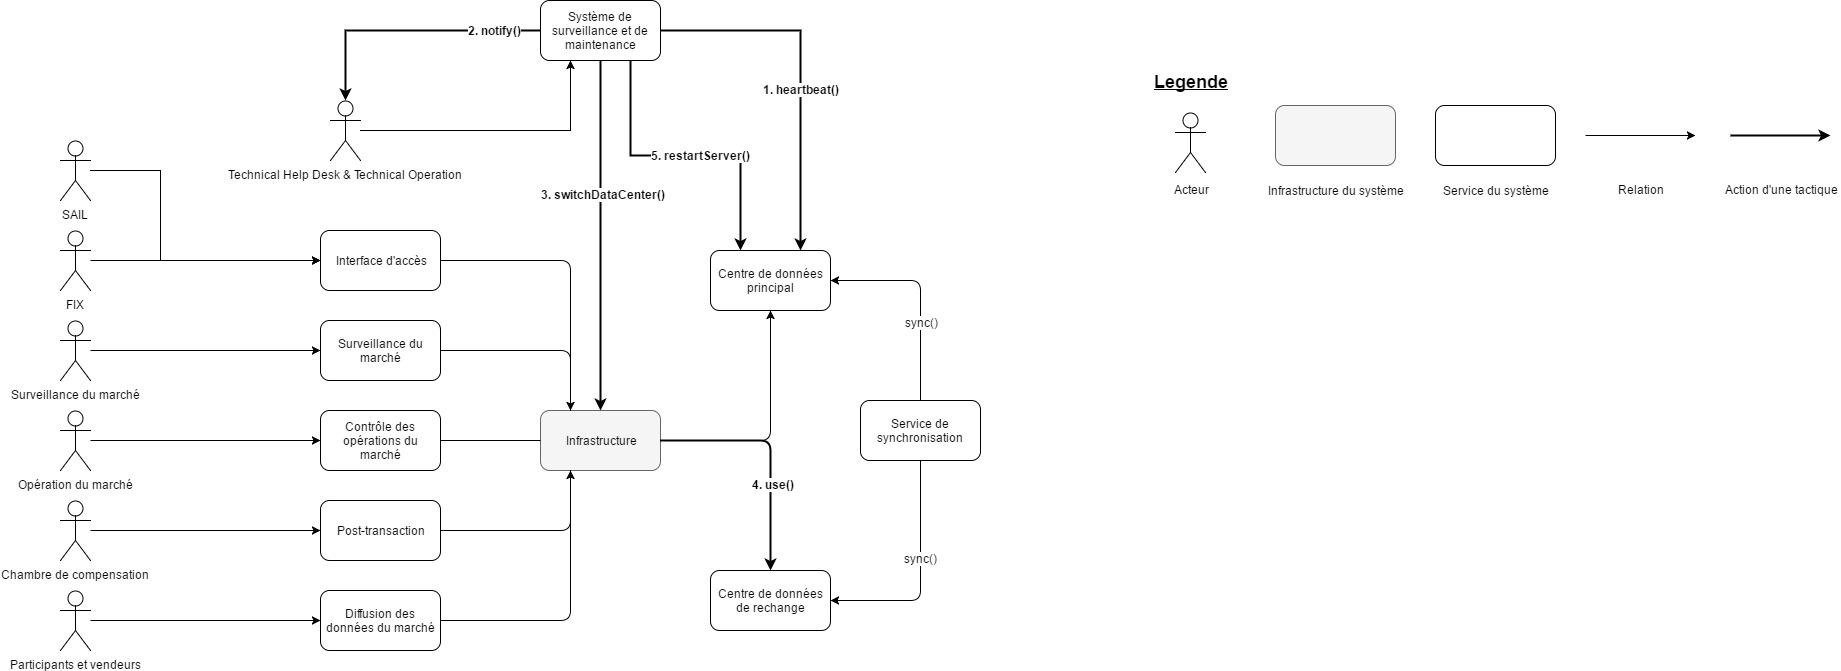 Système de
surveillance et de
maintenance
2. notify()
1. heartbeat()
Legende
5. restartServer()
Technical Help Desk & Technical Operation
3. switchDataCenter()
Acteur
Infrastructure du système
Service du système
Relation
Action d'une tactique
SAIL
Interface d'accès
Centre de données
principal
FIX
sync()
Surveillance du
marché
Surveillance du marché
Contrôle des
opérations du
marché
Infrastructure
Service de
synchronisation
Opération du marché
4. use()
Post-transaction
sync()
Chambre de compensation
Centre de données
de rechange
Diffusion des
données du marché
Participants et vendeurs